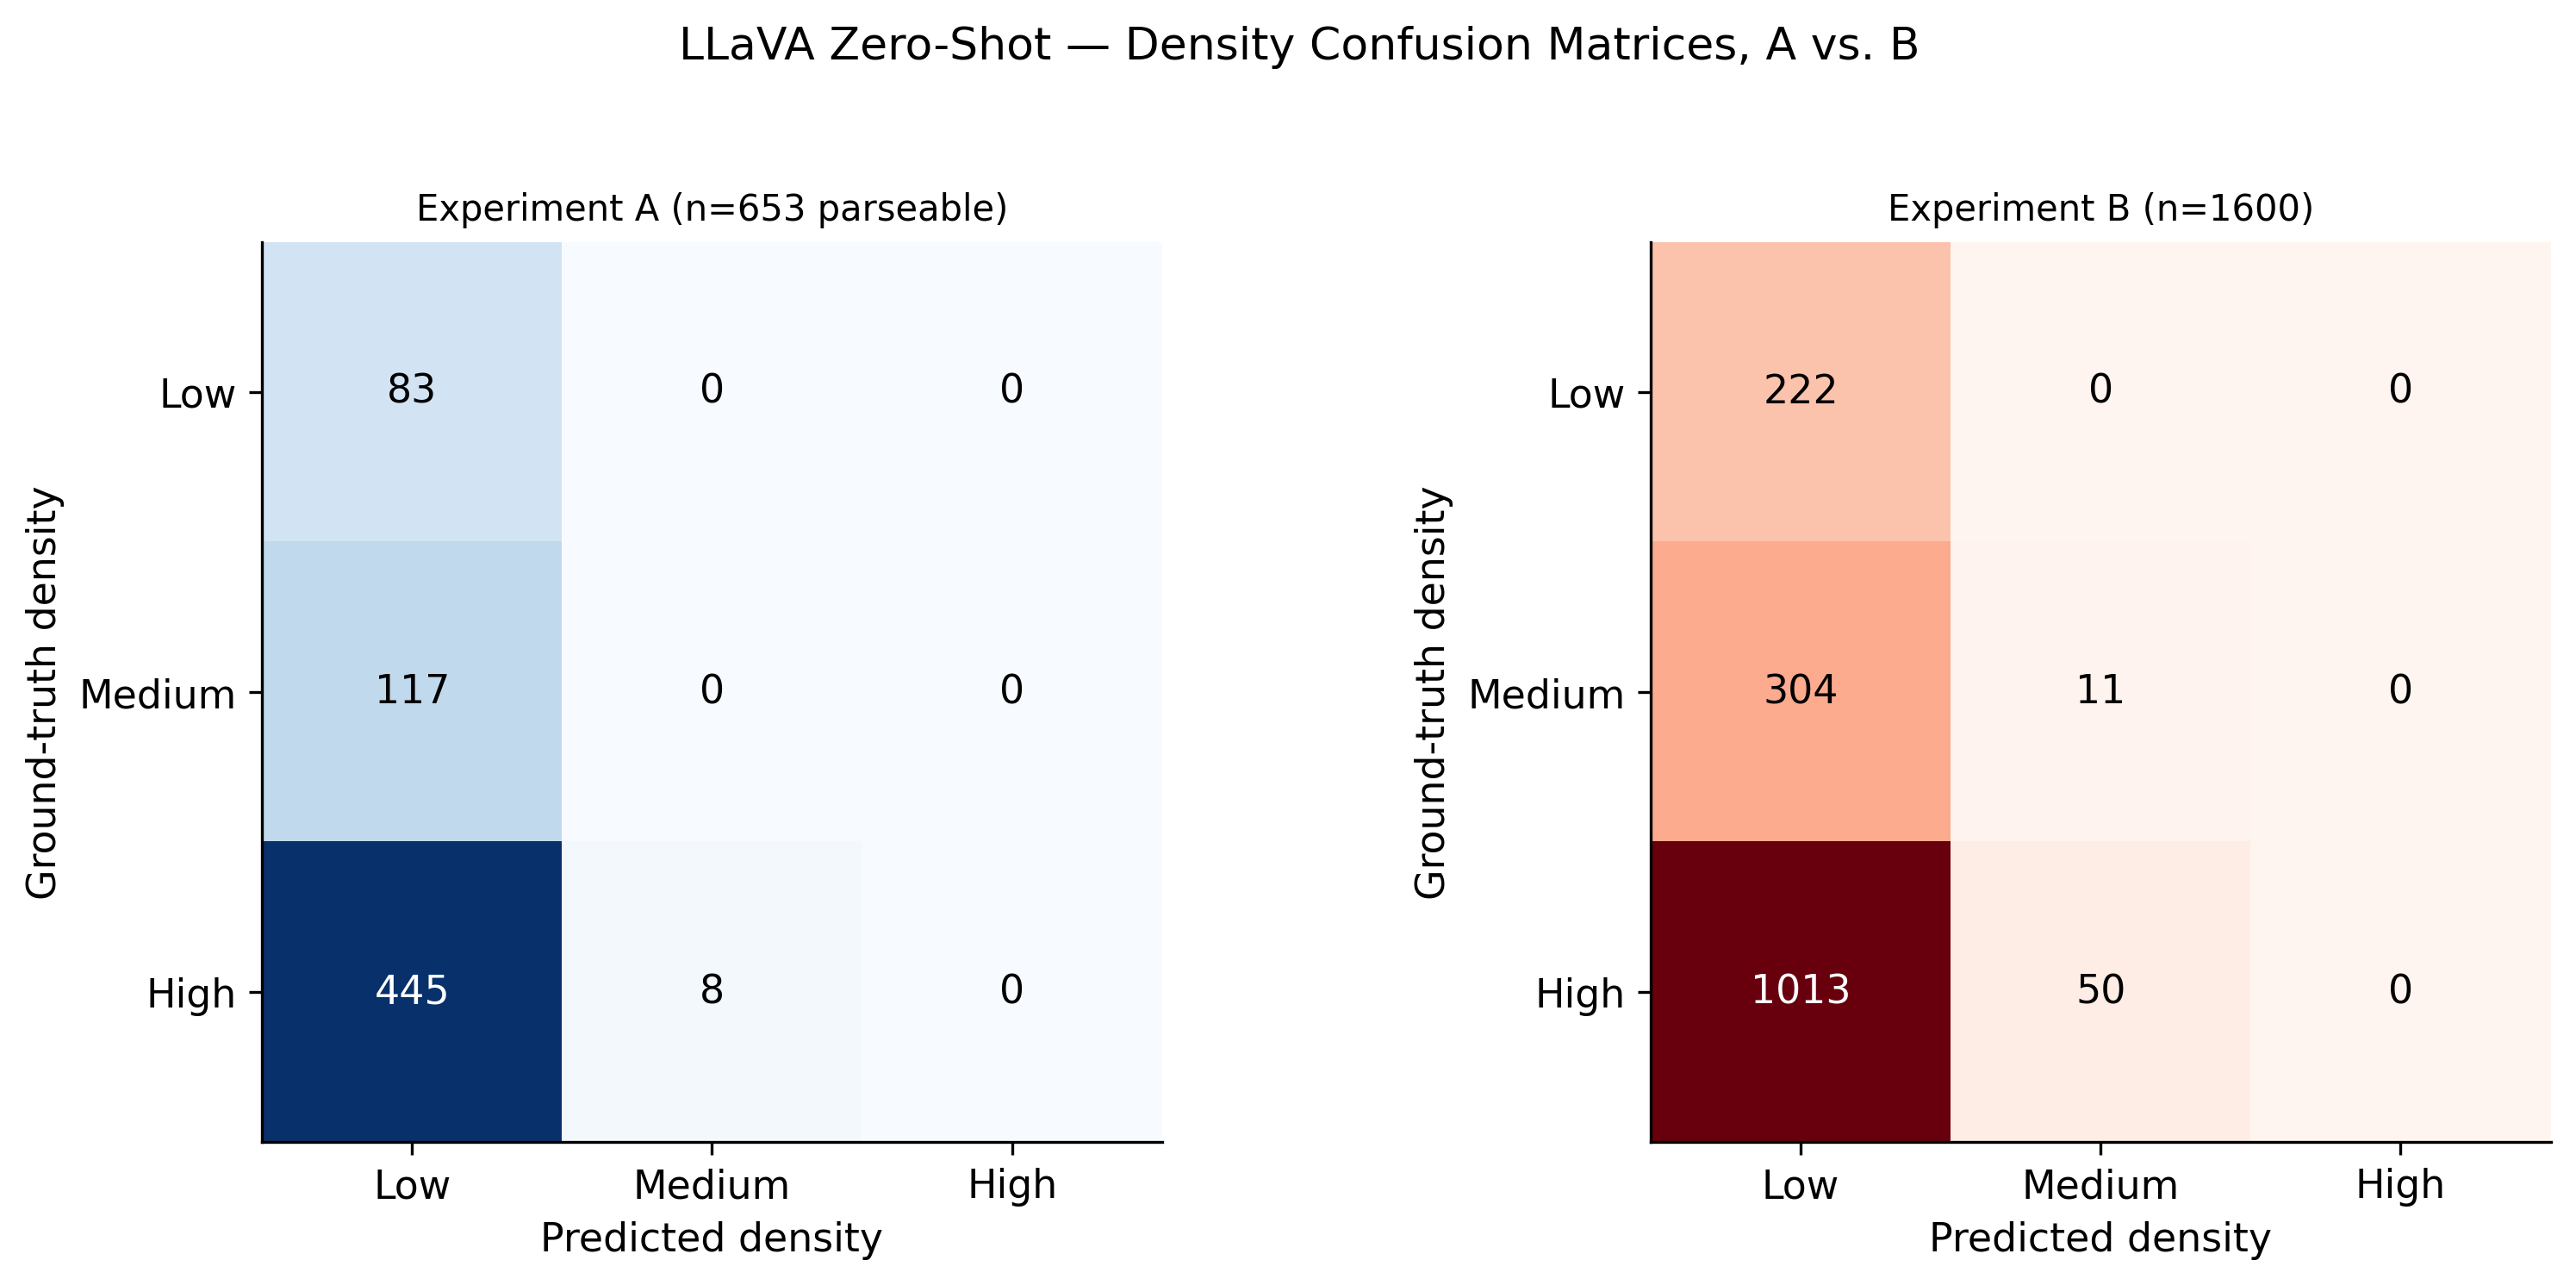 LLaVA Zero-Shot — Density Confusion Matrices, A vs. B
Experiment A (n=653 parseable)
Ground-truth density
Low 83 0 0
Medium 117 0 0
High 445 8 0
Low Medium High
Predicted density
Experiment B (n=1600)
Ground-truth density
Low 222 0 0
Medium 304 11 0
High 1013 50 0
Low Medium High
Predicted density